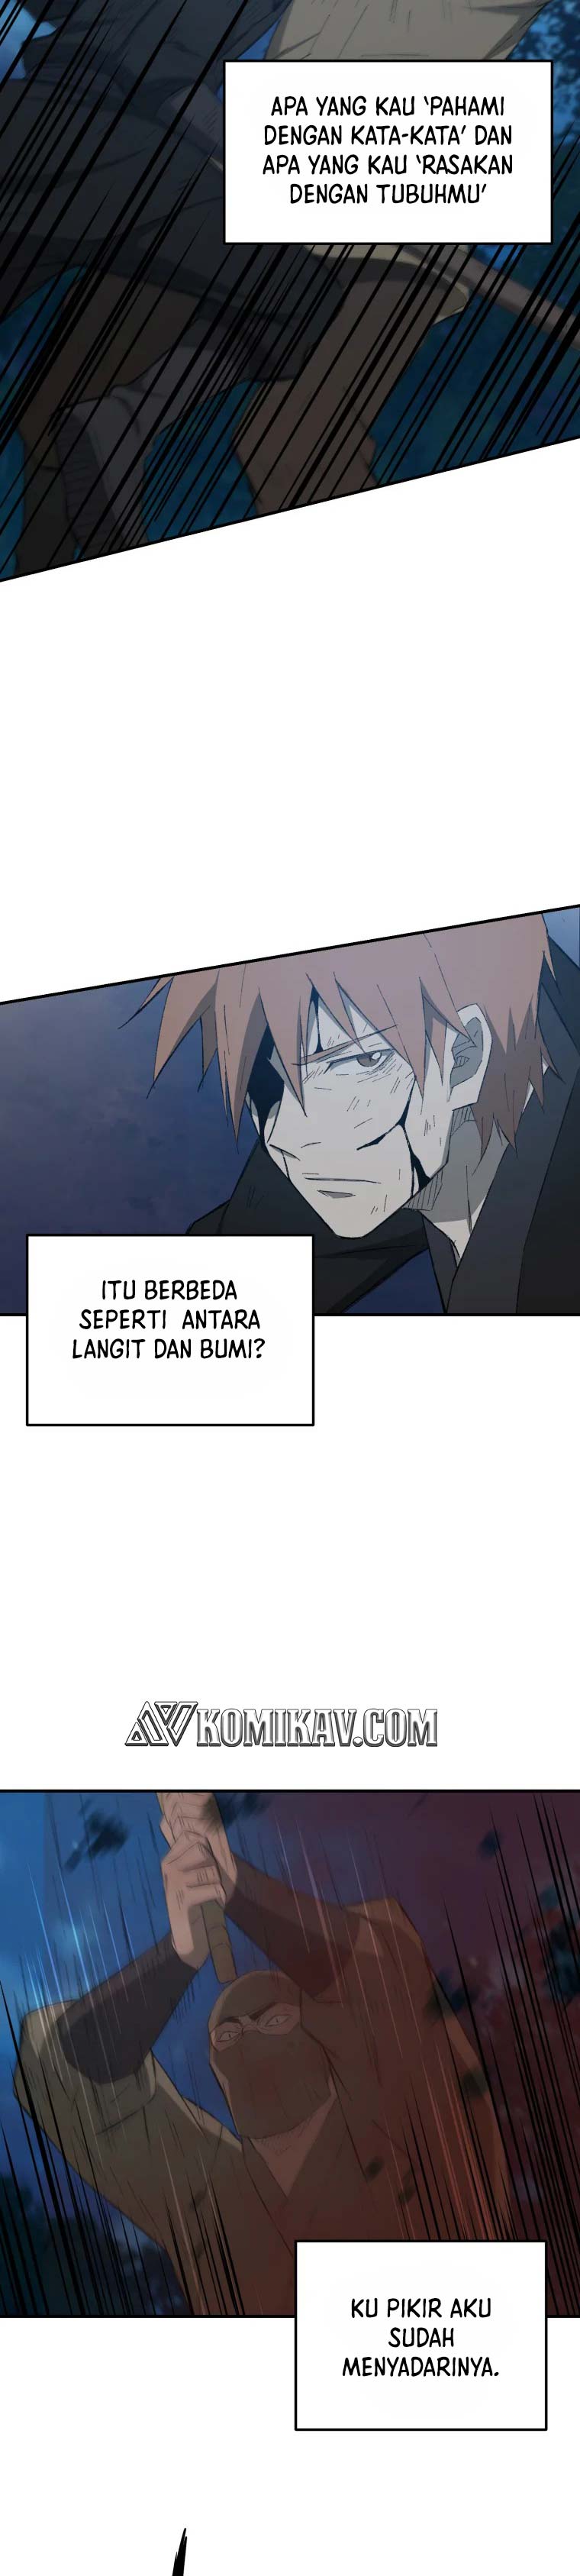 APA YANG KAU 'PAHAMI
DENGAN KATA-KATA' DAN
APA YANG KAU 'RASAKAN
DENGAN TUBUHMU'
ITU BERBEDA
SEPERTI ANTARA
LANGIT DAN BUMI?
KOMIKAV.COM
KU PIKIR AKU
SUDAH
MENYADARINYA.